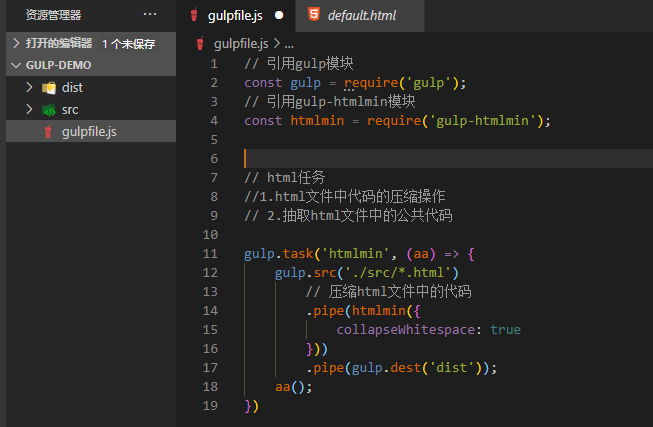 资源管理器 ...
打开的编辑器 1 个未保存
GULP-DEMO
dist
src
gulpfile.js
gulpfile.js default.html
gulpfile.js > ...
1 // 引用gulp模块
2 const gulp = require('gulp');
3 // 引用gulp-htmlmin模块
4 const htmlmin = require('gulp-htmlmin');
5
6
7 // html任务
8 //1.html文件中代码的压缩操作
9 // 2.抽取html文件中的公共代码
10
11 gulp.task('htmlmin', (aa) => {
12 gulp.src('./src/*.html')
13 // 压缩html文件中的代码
14 .pipe(htmlmin({
15 collapseWhitespace: true
16 }))
17 .pipe(gulp.dest('dist'));
18 aa();
19 })